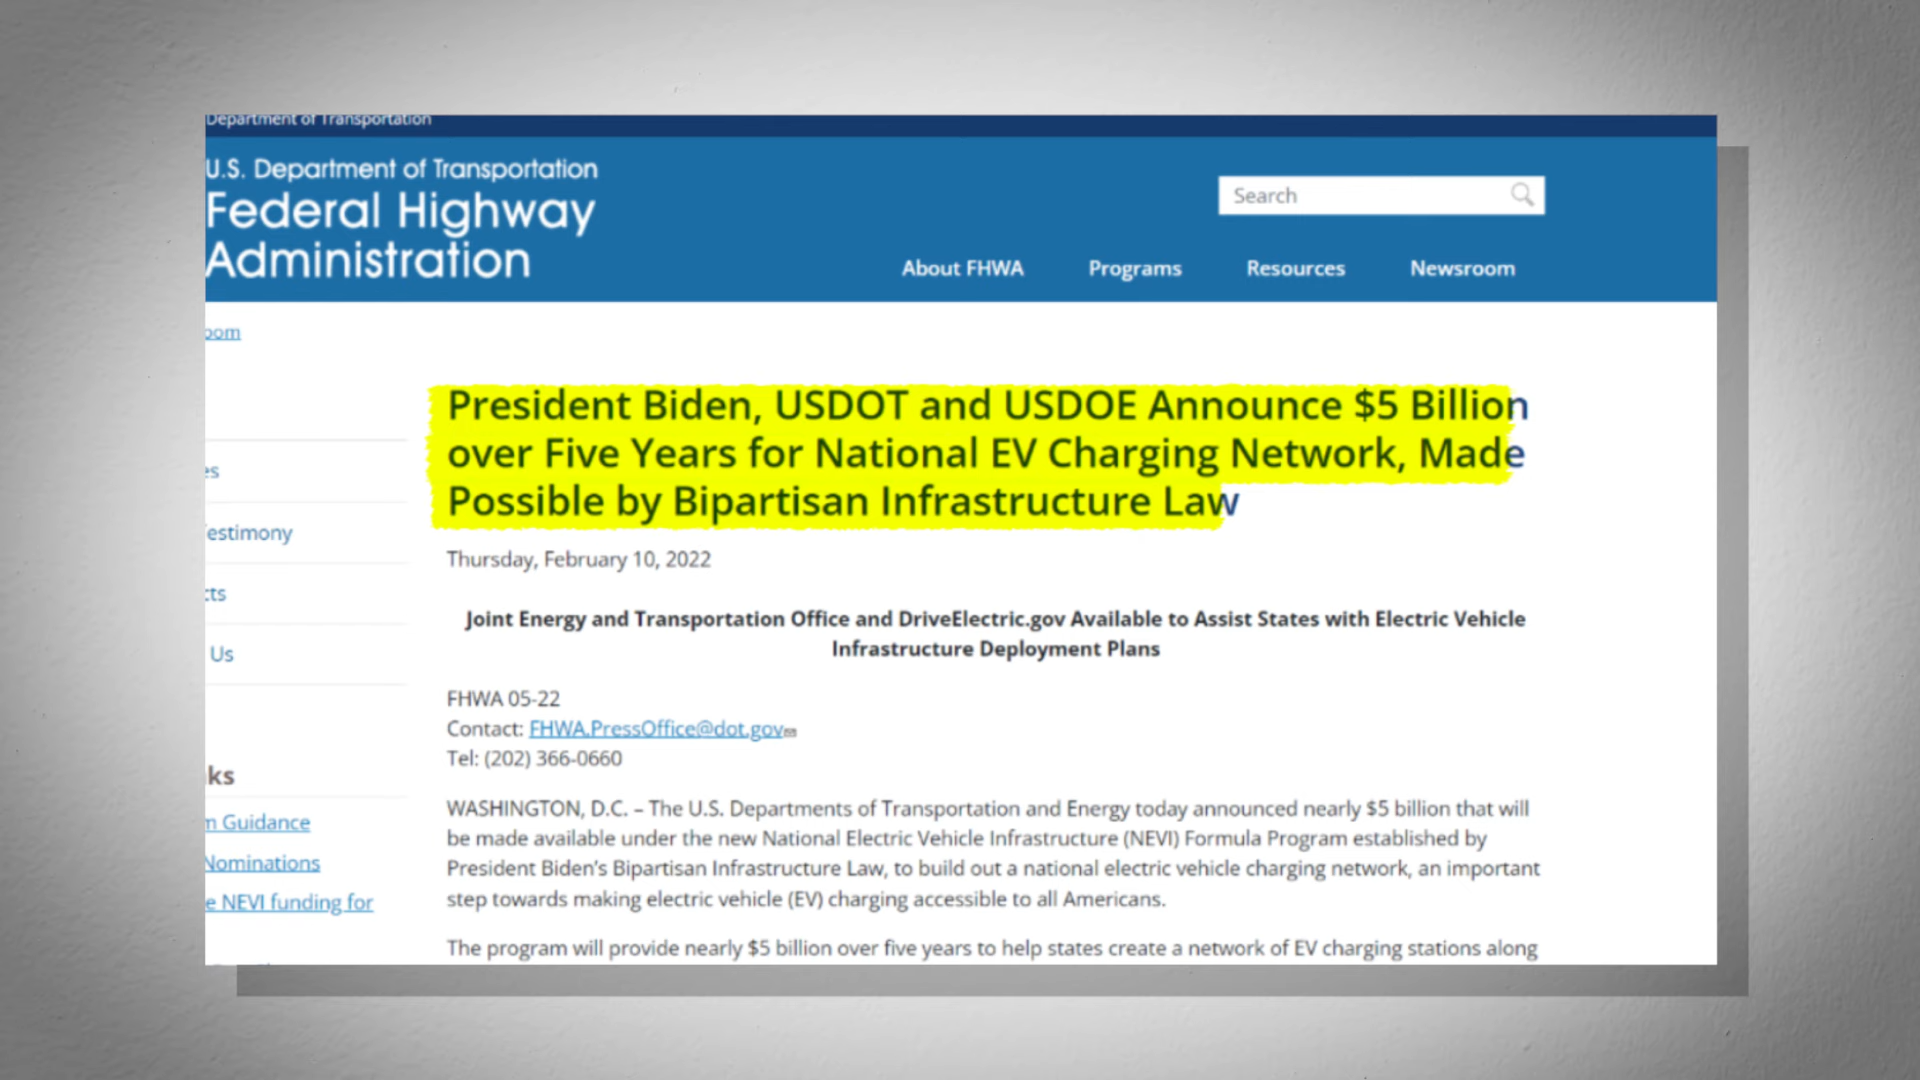 Department of Transportation
U.S. Department of Transportation
Federal Highway
Administration
Search
About FHWA Programs Resources Newsroom
oom
President Biden, USDOT and USDOE Announce $5 Billion
over Five Years for National EV Charging Network, Made
Possible by Bipartisan Infrastructure Law
Thursday, February 10, 2022
Joint Energy and Transportation Office and DriveElectric.gov Available to Assist States with Electric Vehicle
Infrastructure Deployment Plans
FHWA 05-22
Contact: FHWA.PressOffice@dot.gov
Tel: (202) 366-0660
WASHINGTON, D.C. – The U.S. Departments of Transportation and Energy today announced nearly $5 billion that will
be made available under the new National Electric Vehicle Infrastructure (NEVI) Formula Program established by
President Biden's Bipartisan Infrastructure Law, to build out a national electric vehicle charging network, an important
step towards making electric vehicle (EV) charging accessible to all Americans.
The program will provide nearly $5 billion over five years to help states create a network of EV charging stations along
es
estimony
cts
Us
ks
m Guidance
Nominations
e NEVI funding for